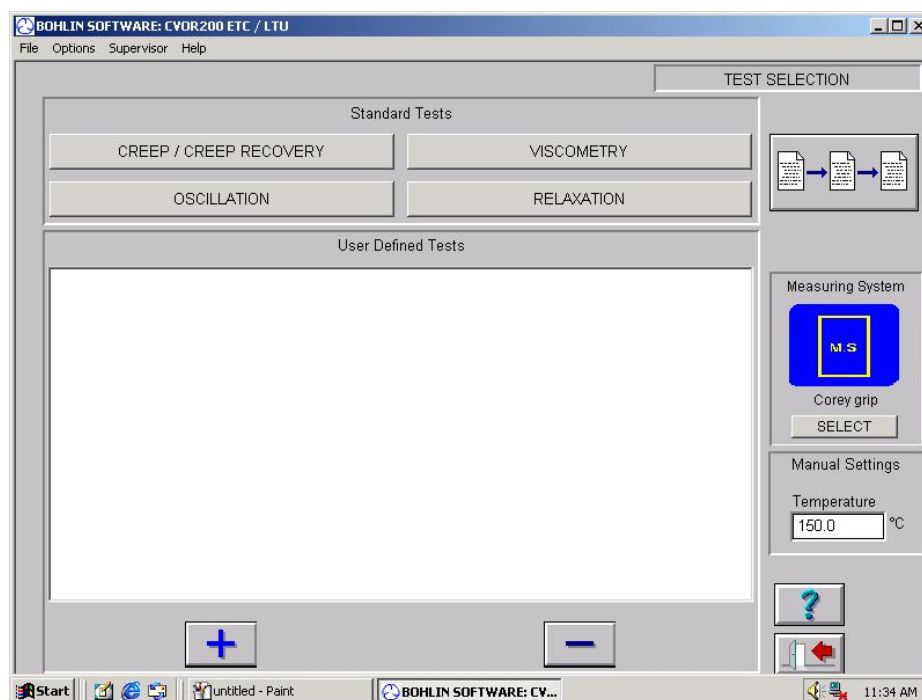 BOHLIN SOFTWARE: CVOR200 ETC / LTU
File Options Supervisor Help
TEST SELECTION
Standard Tests
CREEP / CREEP RECOVERY
VISCOMETRY
OSCILLATION
RELAXATION
User Defined Tests
Measuring System
M.S
Corey grip
SELECT
Manual Settings
Temperature
150.0 °C
?
Start
untitled - Paint
BOHLIN SOFTWARE: CV...
11:34 AM